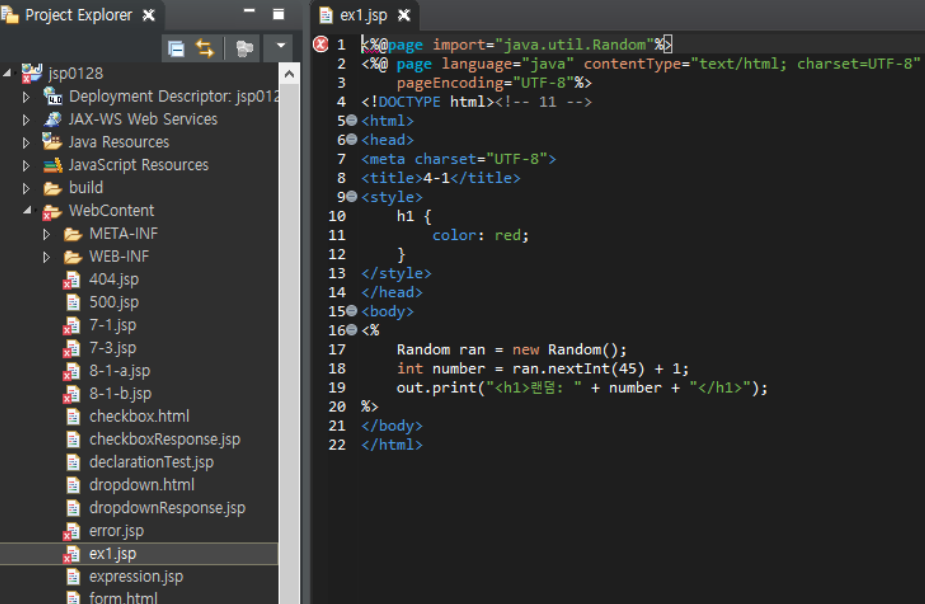 Project Explorer
jsp0128
Deployment Descriptor: jsp012
JAX-WS Web Services
Java Resources
JavaScript Resources
build
WebContent
META-INF
WEB-INF
404.jsp
500.jsp
7-1.jsp
7-3.jsp
8-1-a.jsp
8-1-b.jsp
checkbox.html
checkboxResponse.jsp
declarationTest.jsp
dropdown.html
dropdownResponse.jsp
error.jsp
ex1.jsp
expression.jsp
form.html
ex1.jsp
1 <%@page import="java.util.Random"%>
2 <%@ page language="java" contentType="text/html; charset=UTF-8"
3     pageEncoding="UTF-8"%>
4 <!DOCTYPE html><!-- 11 -->
5 <html>
6 <head>
7 <meta charset="UTF-8">
8 <title>4-1</title>
9 <style>
10     h1 {
11         color: red;
12     }
13 </style>
14 </head>
15 <body>
16 <%
17     Random ran = new Random();
18     int number = ran.nextInt(45) + 1;
19     out.print("<h1>랜덤: " + number + "</h1>");
20 %>
21 </body>
22 </html>